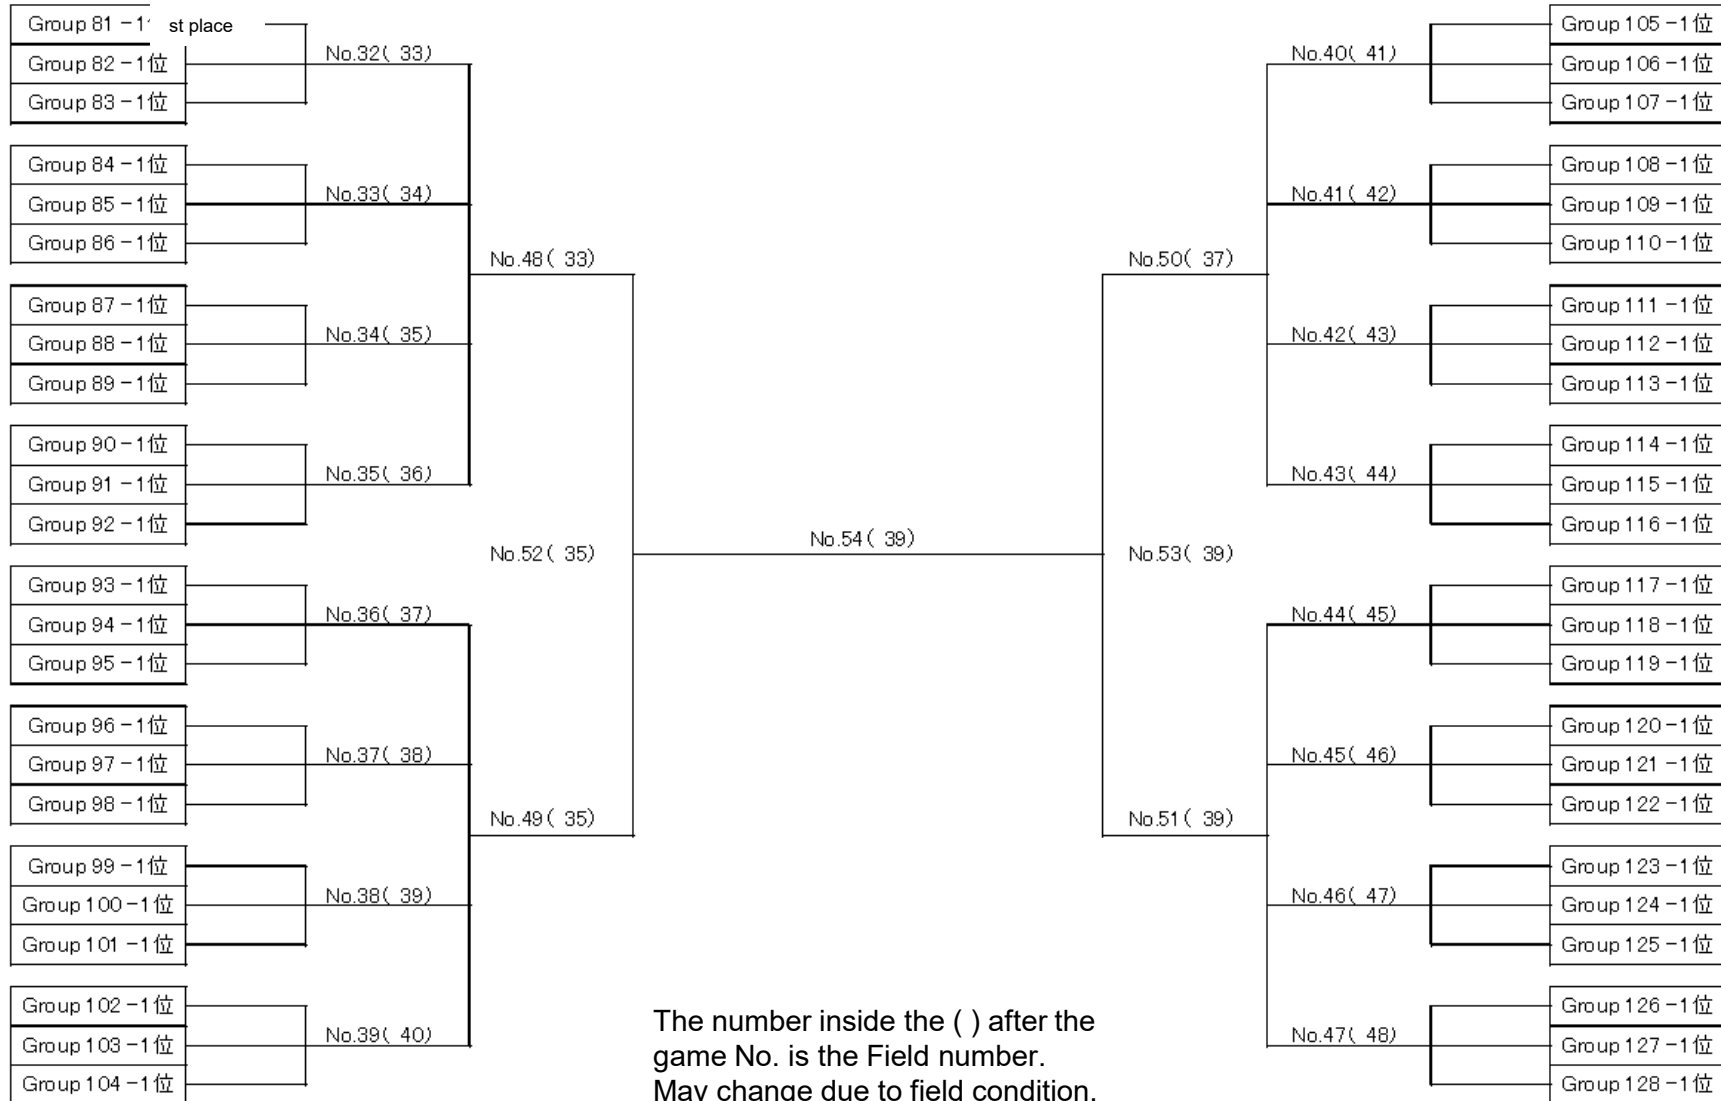 Group 81 -1
st place
Group 82 -1位
Group 83 -1位
No.32( 33)
Group 84 -1位
Group 85 -1位
Group 86 -1位
No.33( 34)
Group 87 -1位
Group 88 -1位
Group 89 -1位
No.34( 35)
Group 90 -1位
Group 91 -1位
Group 92 -1位
No.35( 36)
Group 93 -1位
Group 94 -1位
Group 95 -1位
No.36( 37)
Group 96 -1位
Group 97 -1位
Group 98 -1位
No.37( 38)
Group 99 -1位
Group 100 -1位
Group 101 -1位
No.38( 39)
Group 102 -1位
Group 103 -1位
Group 104 -1位
No.39( 40)
No.48( 33)
No.52( 35)
No.49( 35)
No.54( 39)
No.50( 37)
No.53( 39)
No.51( 39)
No.40( 41)
Group 105 -1位
Group 106 -1位
Group 107 -1位
No.41( 42)
Group 108 -1位
Group 109 -1位
Group 110 -1位
No.42( 43)
Group 111 -1位
Group 112 -1位
Group 113 -1位
No.43( 44)
Group 114 -1位
Group 115 -1位
Group 116 -1位
No.44( 45)
Group 117 -1位
Group 118 -1位
Group 119 -1位
No.45( 46)
Group 120 -1位
Group 121 -1位
Group 122 -1位
No.46( 47)
Group 123 -1位
Group 124 -1位
Group 125 -1位
No.47( 48)
Group 126 -1位
Group 127 -1位
Group 128 -1位
The number inside the ( ) after the
game No. is the Field number.
May change due to field condition.